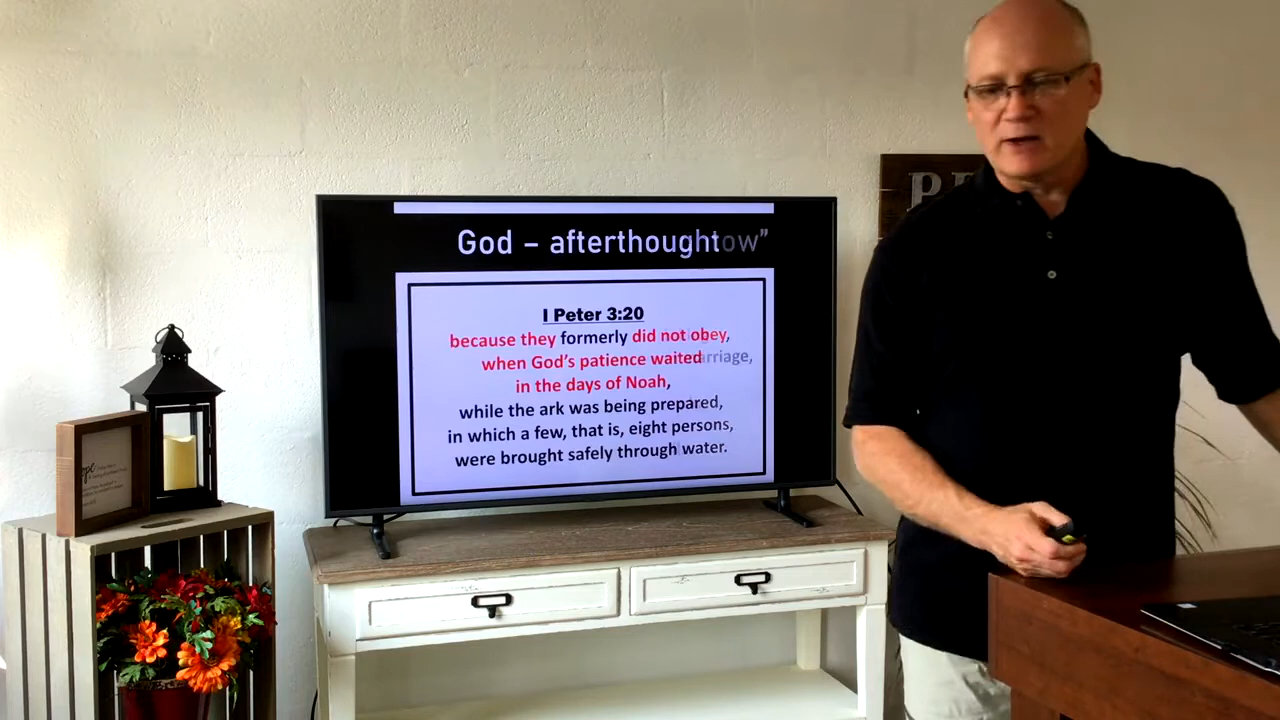 God – afterthoughtow”
I Peter 3:20
because they formerly did not obey,
when God’s patience waitedarriage,
in the days of Noah,
while the ark was being prepared,
in which a few, that is, eight persons,
were brought safely through water.